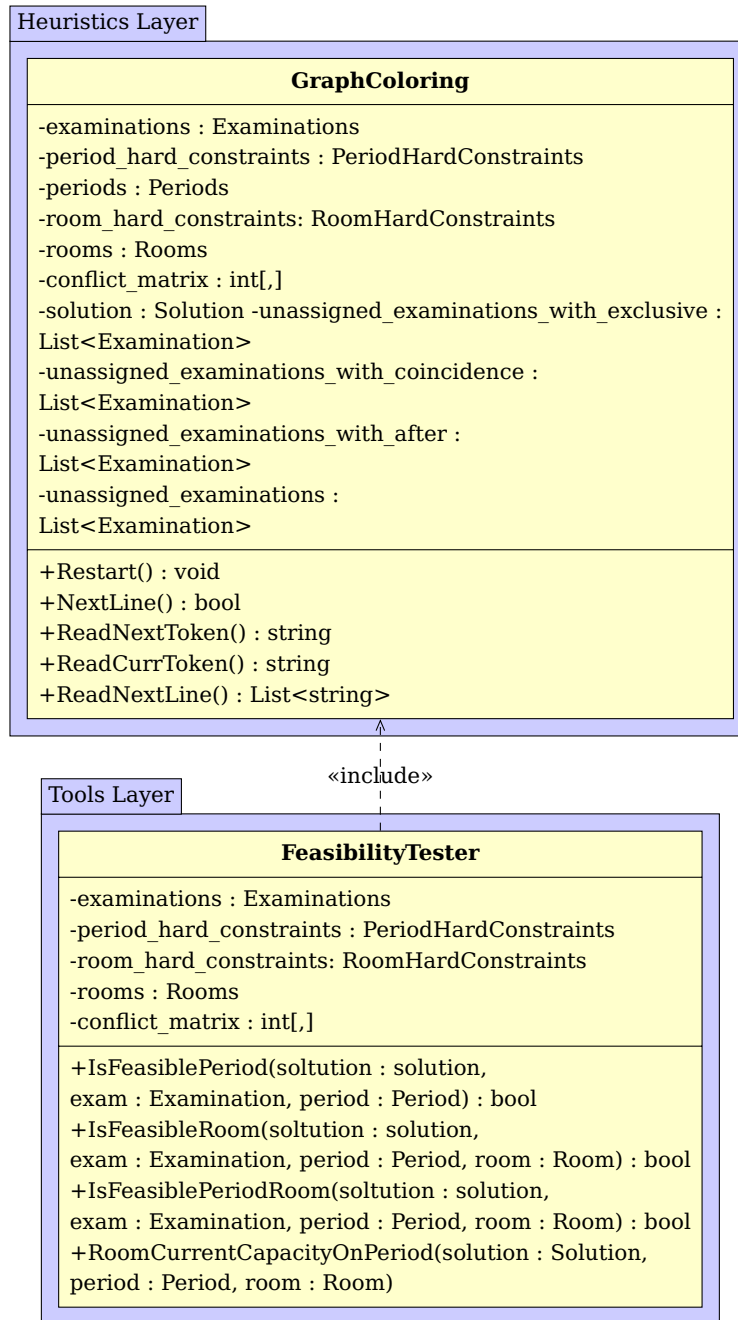 Heuristics Layer
GraphColoring
-examinations : Examinations
-period_hard_constraints : PeriodHardConstraints
-periods : Periods
-room_hard_constraints: RoomHardConstraints
-rooms : Rooms
-conflict_matrix : int[,]
-solution : Solution -unassigned_examinations_with_exclusive :
List<Examination>
-unassigned_examinations_with_coincidence :
List<Examination>
-unassigned_examinations_with_after :
List<Examination>
-unassigned_examinations :
List<Examination>
+Restart() : void
+NextLine() : bool
+ReadNextToken() : string
+ReadCurrToken() : string
+ReadNextLine() : List<string>
«include»
Tools Layer
FeasibilityTester
-examinations : Examinations
-period_hard_constraints : PeriodHardConstraints
-room_hard_constraints: RoomHardConstraints
-rooms : Rooms
-conflict_matrix : int[,]
+IsFeasiblePeriod(soltution : solution,
exam : Examination, period : Period) : bool
+IsFeasibleRoom(soltution : solution,
exam : Examination, period : Period, room : Room) : bool
+IsFeasiblePeriodRoom(soltution : solution,
exam : Examination, period : Period, room : Room) : bool
+RoomCurrentCapacityOnPeriod(solution : Solution,
period : Period, room : Room)